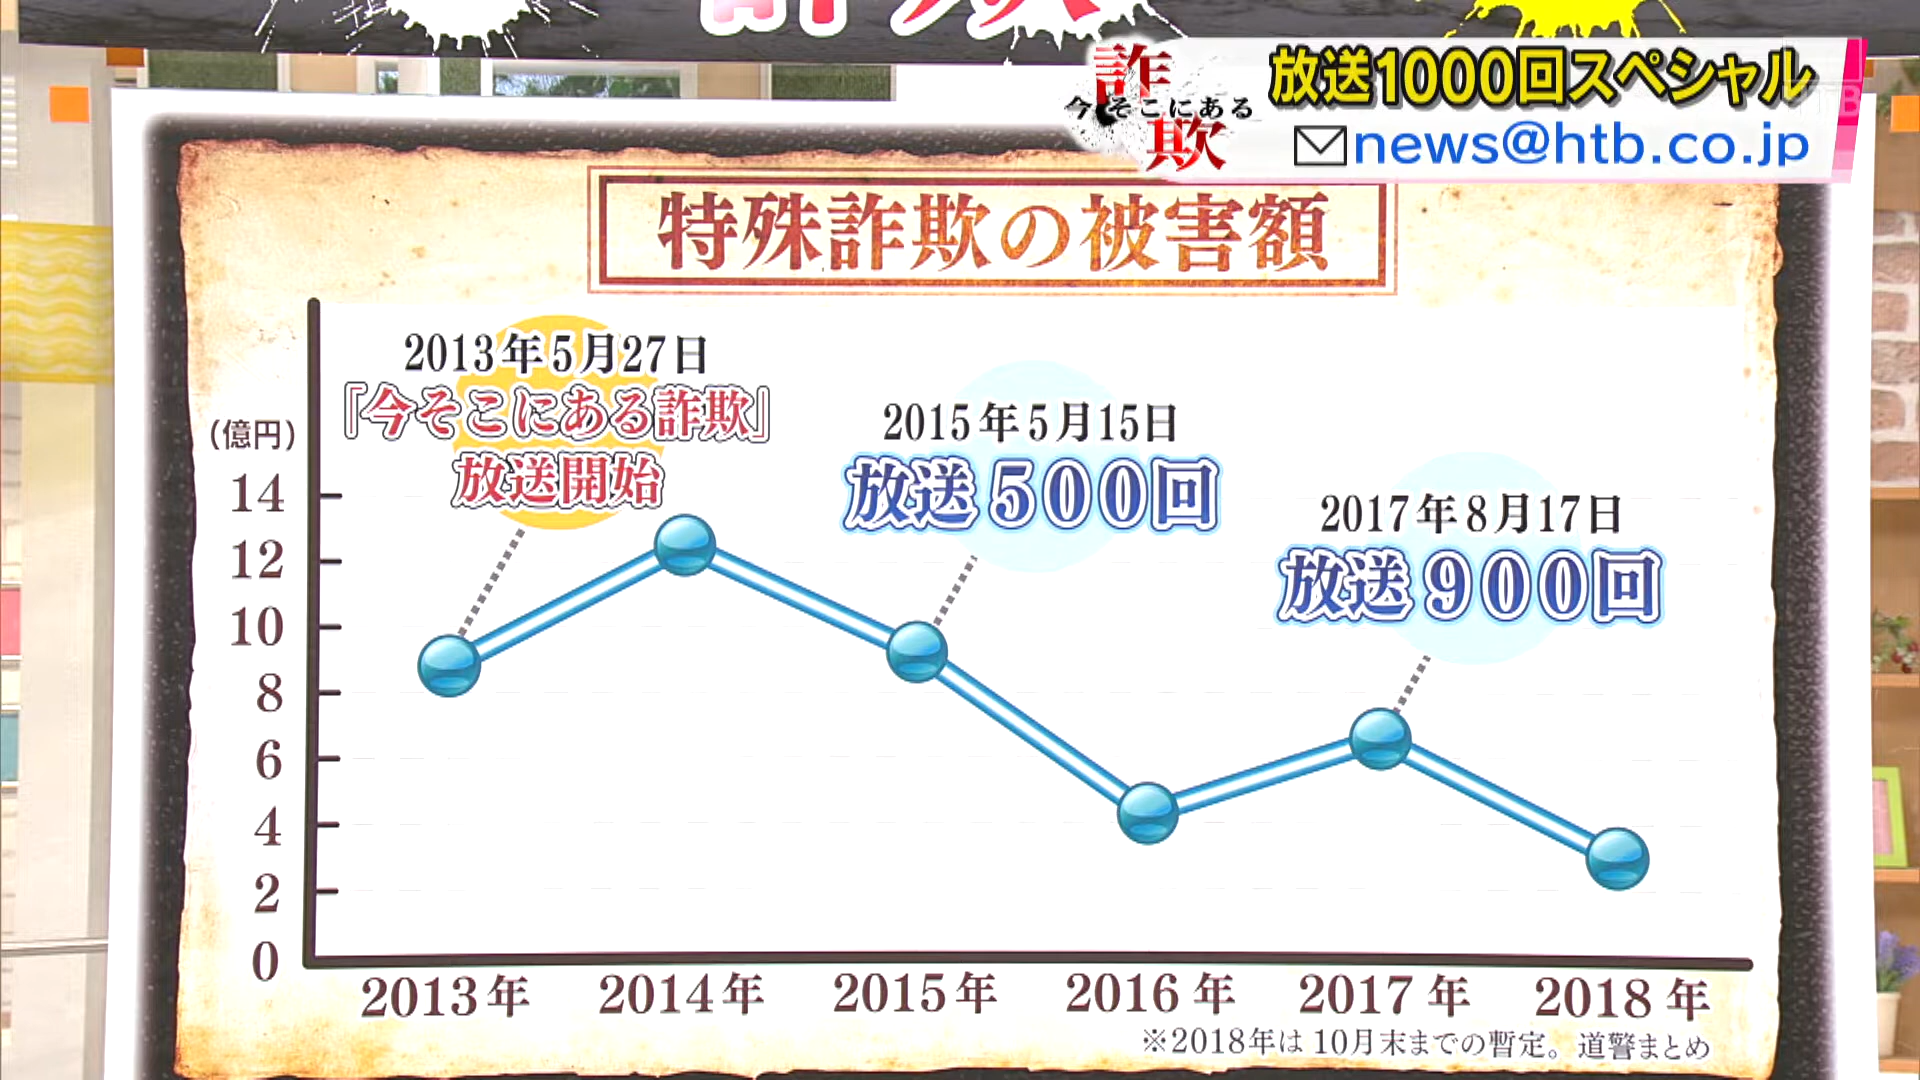 詐欺
今そこにある
放送1000回スペシャル
news@htb.co.jp
特殊詐欺の被害額
2013年5月27日
「今そこにある詐欺」
放送開始
2015年5月15日
放送500回
2017年8月17日
放送900回
(億円)
14
12
10
8
6
4
2
0
2013年
2014年
2015年
2016年
2017年
2018年
※2018年は10月末までの暫定。道警まとめ